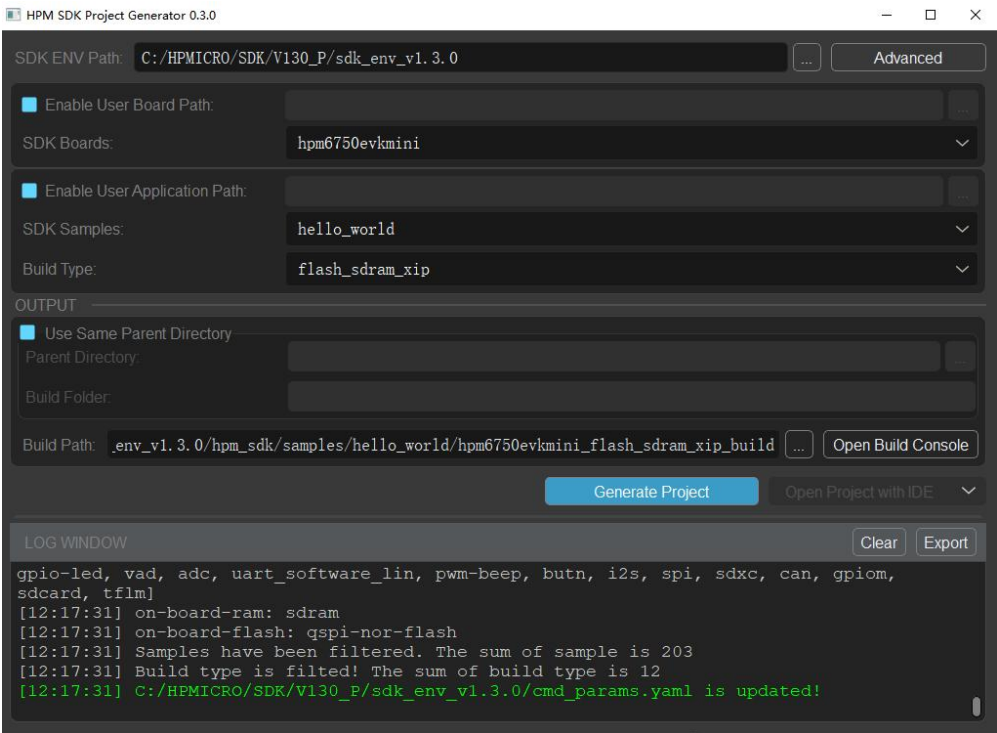 HPM SDK Project Generator 0.3.0
SDK ENV Path: C:/HPMICRO/SDK/V130_P/sdk_env_v1.3.0 ... Advanced
Enable User Board Path: ...
SDK Boards: hpm6750evkmini
Enable User Application Path: ...
SDK Samples: hello_world
Build Type: flash_sdram_xip
OUTPUT
Use Same Parent Directory
Parent Directory: ...
Build Folder:
Build Path: _env_v1.3.0/hpm_sdk/samples/hello_world/hpm6750evkmini_flash_sdram_xip_build ... Open Build Console
Generate Project Open Project with IDE
LOG WINDOW Clear Export
gpio-led, vad, adc, uart_software_lin, pwm-beep, butn, i2s, spi, sdxc, can, gpiom,
sdcard, tflm]
[12:17:31] on-board-ram: sdram
[12:17:31] on-board-flash: qspi-nor-flash
[12:17:31] Samples have been filtered. The sum of sample is 203
[12:17:31] Build type is filted! The sum of build type is 12
[12:17:31] C:/HPMICRO/SDK/V130_P/sdk_env_v1.3.0/cmd_params.yaml is updated!